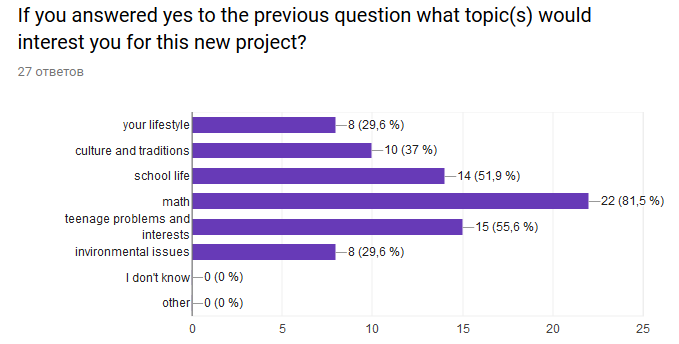 If you answered yes to the previous question what topic(s) would
interest you for this new project?
27 ответов
your lifestyle 8 (29,6 %)
culture and traditions 10 (37 %)
school life 14 (51,9 %)
math 22 (81,5 %)
teenage problems and
interests 15 (55,6 %)
invironmental issues 8 (29,6 %)
I don't know 0 (0 %)
other 0 (0 %)
0 5 10 15 20 25